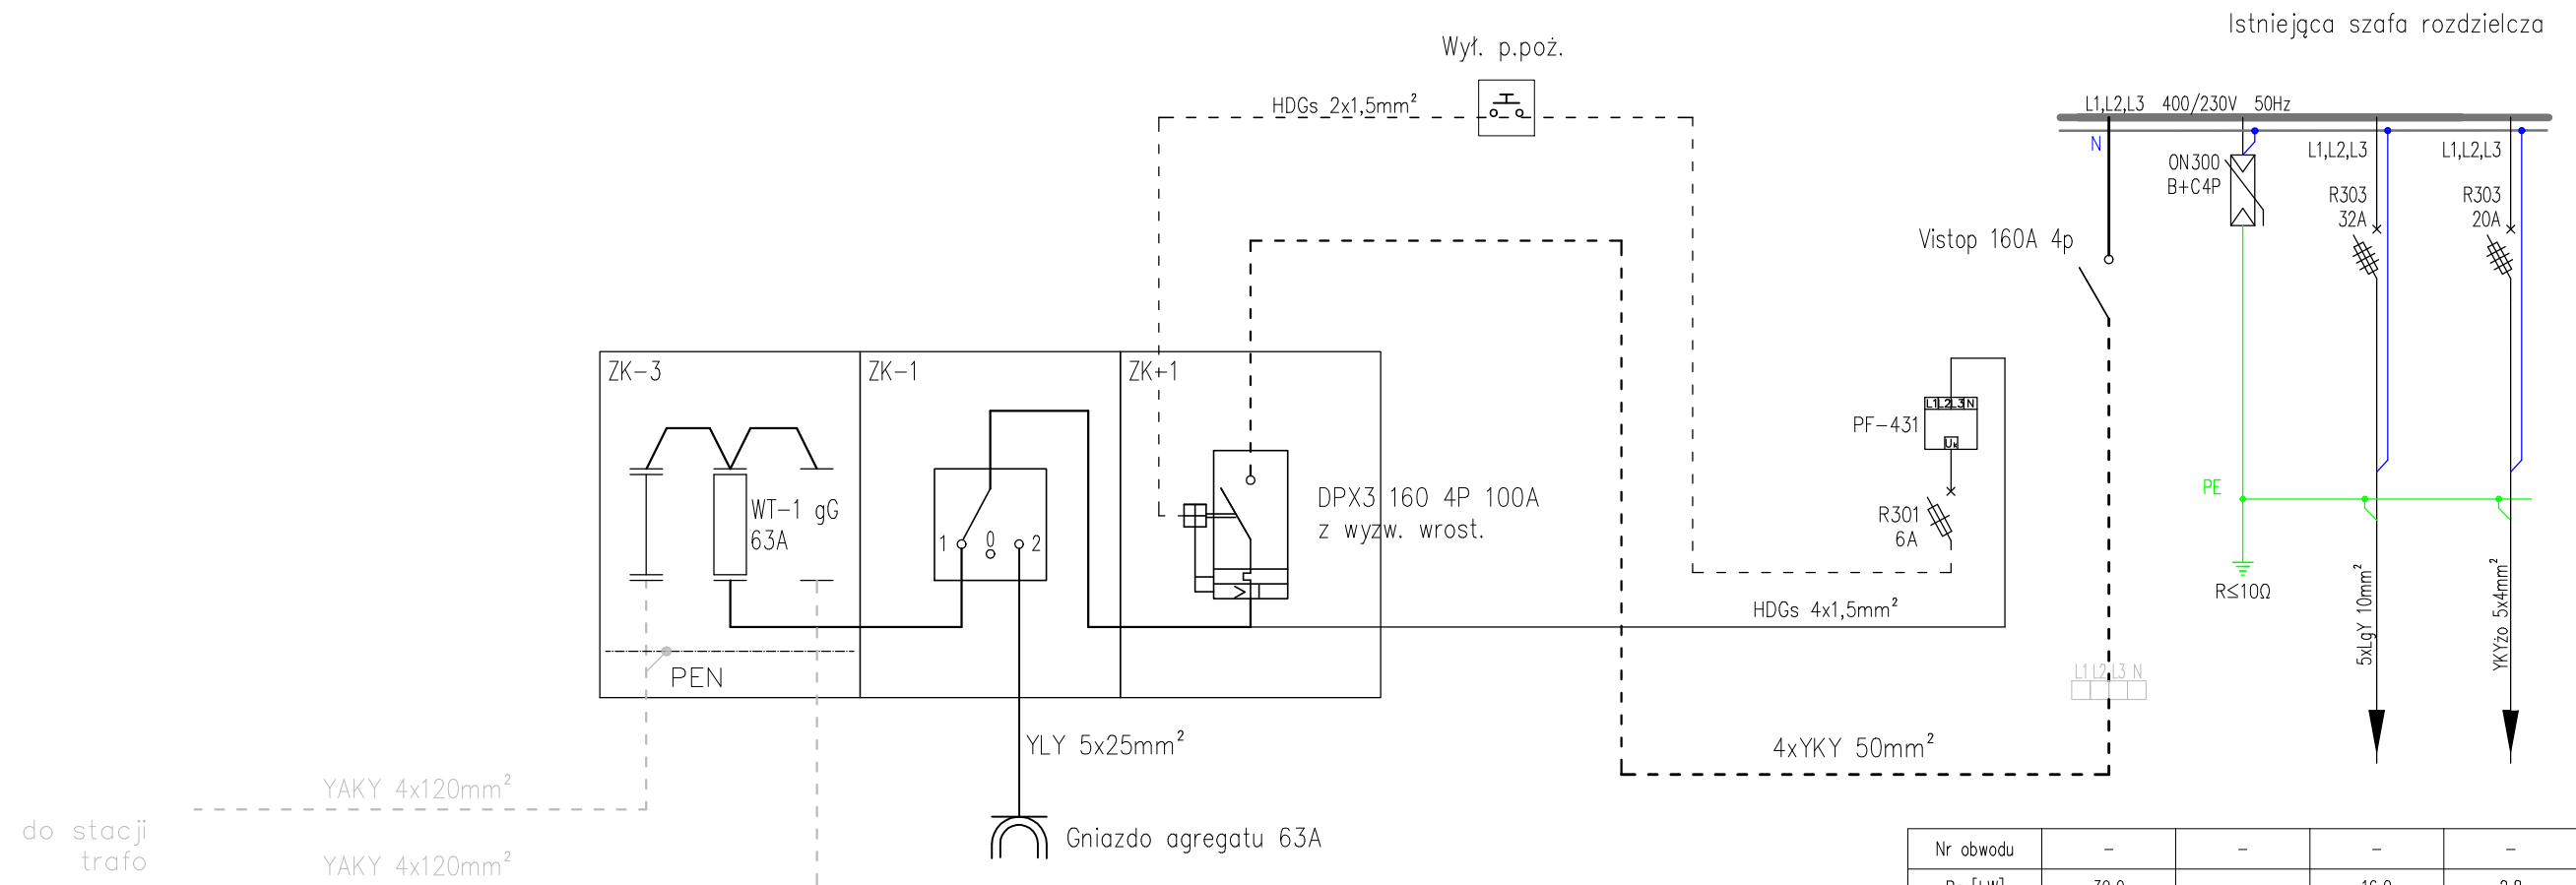 Istniejąca szafa rozdzielcza
Wył. p.poż.
HDGs 2x1,5mm²
L1,L2,L3 400/230V 50Hz
N
ON300
B+C4P
L1,L2,L3
R303
32A
L1,L2,L3
R303
20A
Vistop 160A 4p
ZK-3
ZK-1
ZK+1
WT-1 gG
63A
1
0
2
DPX3 160 4P 100A
z wyzw. wrost.
L1 L2 L3 N
PF-431
Uk
R301
6A
PE
R≤10Ω
HDGs 4x1,5mm²
5xLgY 10mm²
YKYżo 5x4mm²
PEN
L1 L2 L3 N
YLY 5x25mm²
4xYKY 50mm²
YAKY 4x120mm²
do stacji
trafo
YAKY 4x120mm²
Gniazdo agregatu 63A
Nr obwodu - - - -